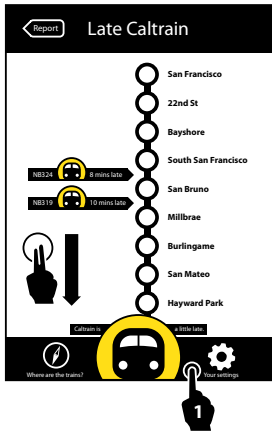 Report
Late Caltrain
San Francisco
22nd St
Bayshore
South San Francisco
NB324 8 mins late
San Bruno
NB319 10 mins late
Millbrae
Burlingame
San Mateo
Hayward Park
Caltrain is a little late.
Where are the trains?
Your settings
1